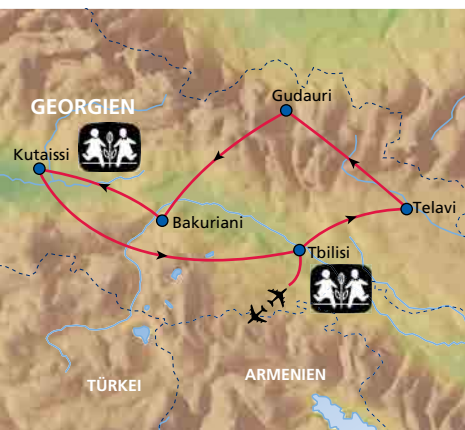 Gudauri
GEORGIEN
Kutaissi
Telavi
Bakuriani
Tbilisi
ARMENIEN
TÜRKEI